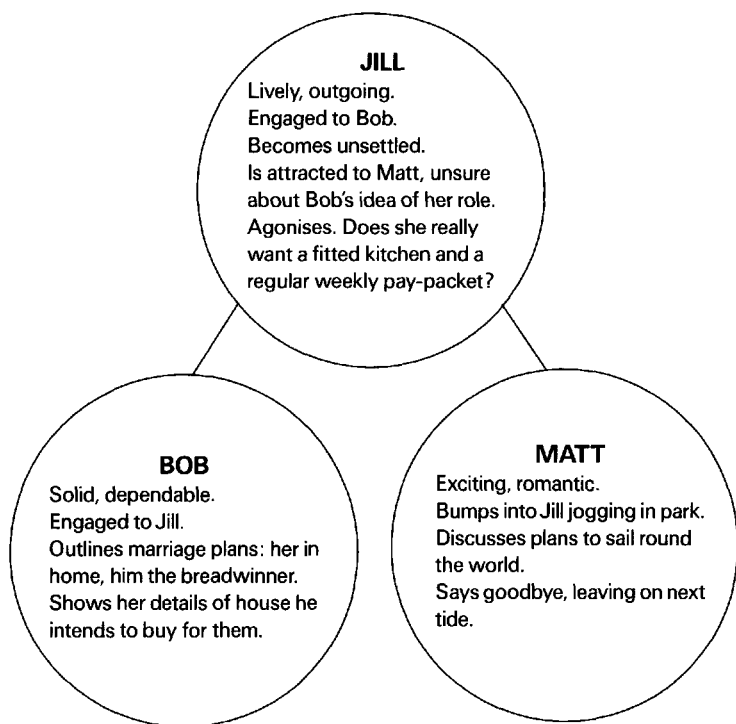 JILL
Lively, outgoing.
Engaged to Bob.
Becomes unsettled.
Is attracted to Matt, unsure
about Bob's idea of her role.
Agonises. Does she really
want a fitted kitchen and a
regular weekly pay-packet?
BOB
Solid, dependable.
Engaged to Jill.
Outlines marriage plans: her in
home, him the breadwinner.
Shows her details of house he
intends to buy for them.
MATT
Exciting, romantic.
Bumps into Jill jogging in park.
Discusses plans to sail round
the world.
Says goodbye, leaving on next
tide.